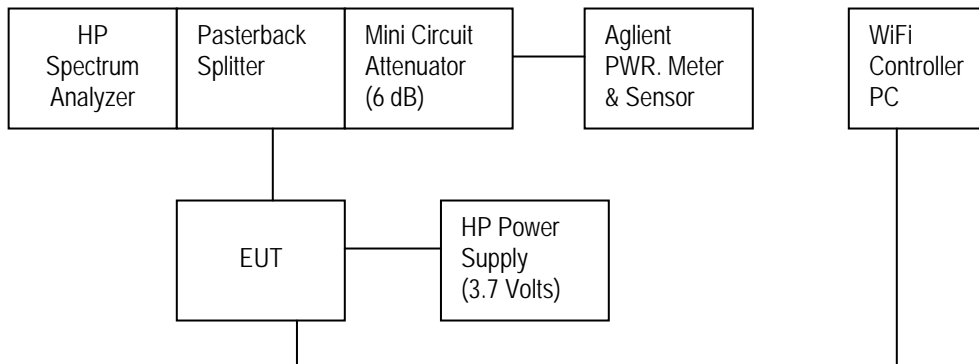 HP
Spectrum
Analyzer
Pasterback
Splitter
Mini Circuit
Attenuator
(6 dB)
Aglient
PWR. Meter
& Sensor
WiFi
Controller
PC
EUT
HP Power
Supply
(3.7 Volts)